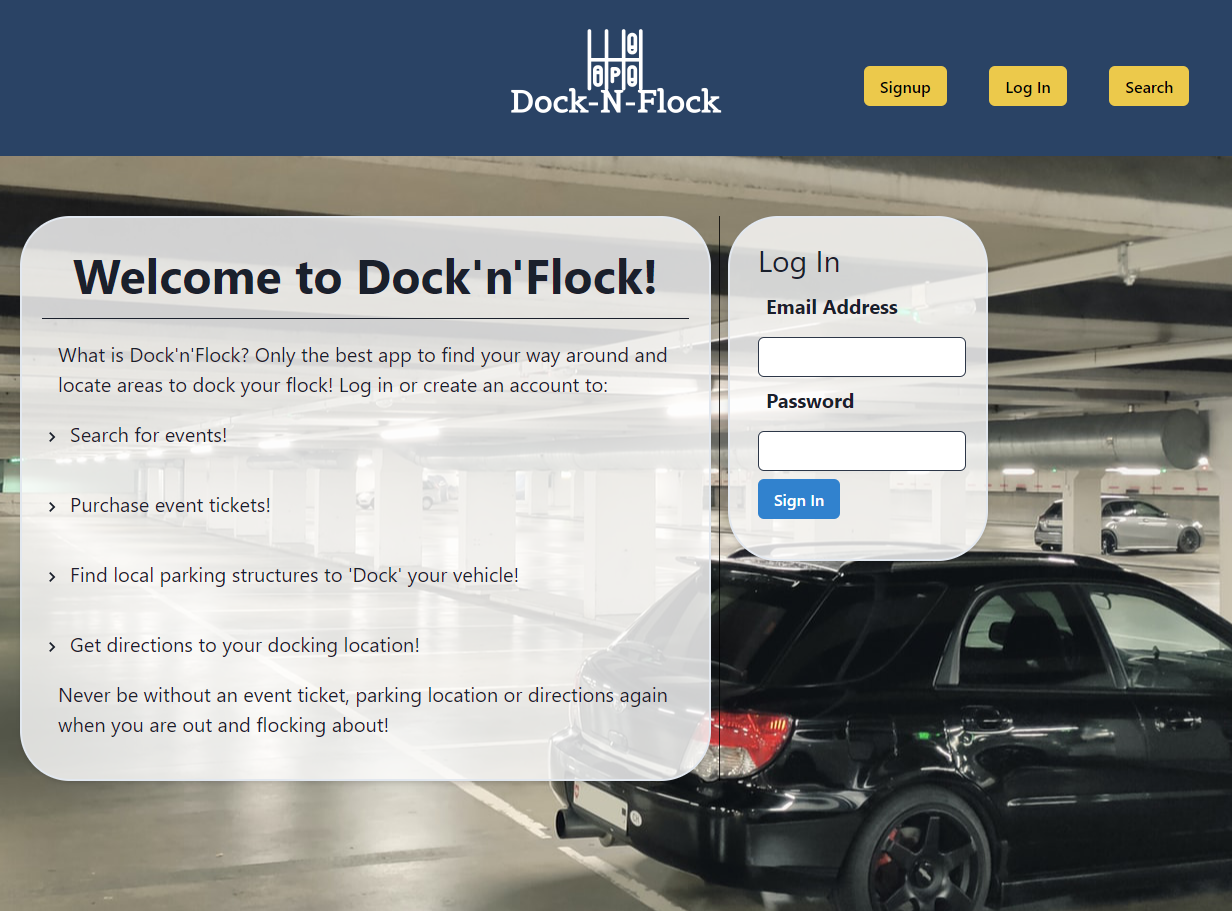 P
Dock-N-Flock
Signup
Log In
Search
Welcome to Dock'n'Flock!
What is Dock'n'Flock? Only the best app to find your way around and
locate areas to dock your flock! Log in or create an account to:
Search for events!
Purchase event tickets!
Find local parking structures to 'Dock' your vehicle!
Get directions to your docking location!
Never be without an event ticket, parking location or directions again
when you are out and flocking about!
Log In
Email Address
Password
Sign In